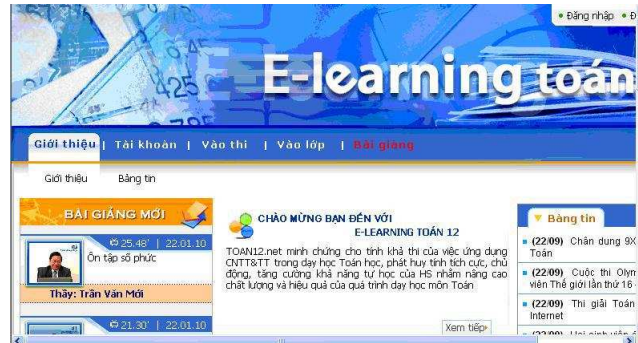 • Đăng nhập • Đ
E-learning toán
Giới thiệu | Tài khoản | Vào thi | Vào lớp | Bài giảng
Giới thiệu Bảng tin
BÀI GIẢNG MỚI
25.48' | 22.01.10
Ôn tập số phức
Thầy: Trần Văn Mới
21.30' | 22.01.10
CHÀO MỪNG BẠN ĐẾN VỚI
E-LEARNING TOÁN 12
TOAN12.net minh chứng cho tính khả thi của việc ứng dụng
CNTT&TT trong dạy học Toán học, phát huy tính tích cực, chủ
động, tăng cường khả năng tự học của HS nhằm nâng cao
chất lượng và hiệu quả của quá trình dạy học môn Toán
Xem tiếp
Bảng tin
(22/09) Chân dung 9X
Toán
(22/09) Cuộc thi Olym
viên Thế giới lần thứ 16
(22/09) Thi giải Toán
Internet